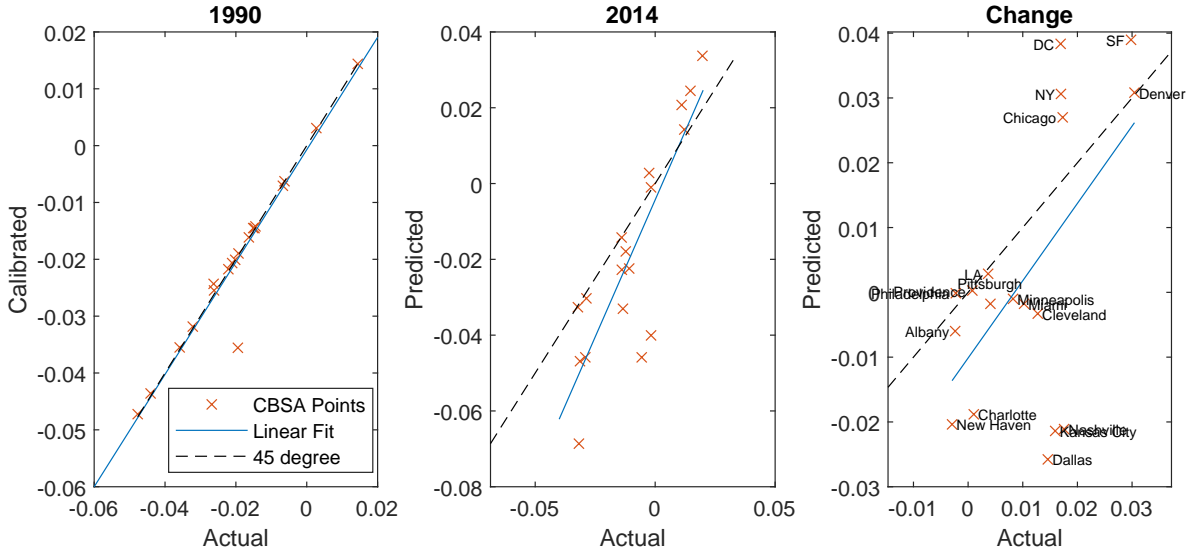 1990
0.02
0.01
0
-0.01
-0.02
-0.03
-0.04
-0.05
-0.06
Calibrated
CBSA Points
Linear Fit
45 degree
-0.06 -0.04 -0.02 0 0.02
Actual
2014
0.04
0.02
0
-0.02
-0.04
-0.06
-0.08
Predicted
-0.05 0 0.05
Actual
Change
0.04
0.03
0.02
0.01
0
-0.01
-0.02
-0.03
Predicted
DC SF
NY Denver
Chicago
LA
Pittsburgh
Providence
Philadelphia
Minneapolis
Miami
Cleveland
Albany
Charlotte
New Haven
Nashville
Kansas City
Dallas
-0.01 0 0.01 0.02 0.03
Actual